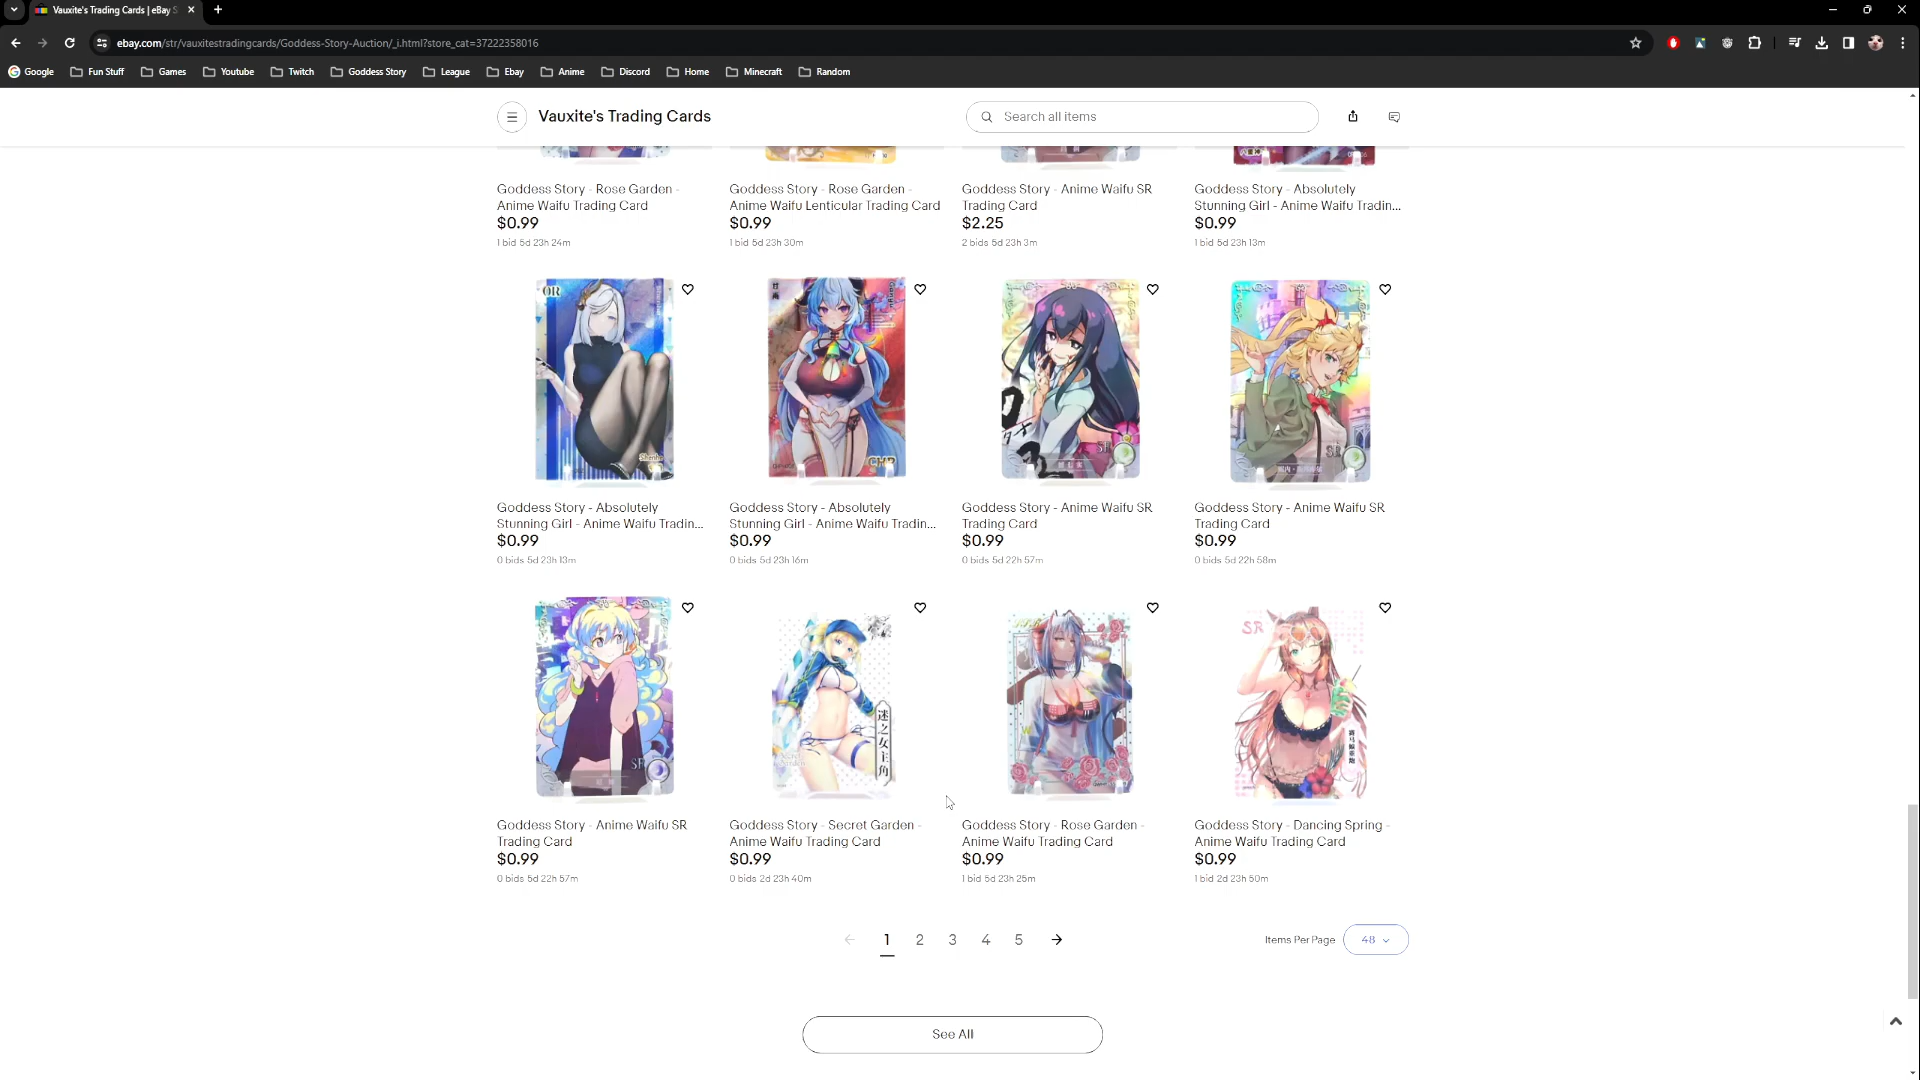 Vauxite's Trading Cards | eBay S
ebay.com/str/vauxitestradingcards/Goddess-Story-Auction/_i.html?store_cat=37222358016
Google Fun Stuff Games Youtube Twitch Goddess Story League Ebay Anime Discord Home Minecraft Random
Vauxite's Trading Cards
Search all items
Goddess Story - Rose Garden -
Anime Waifu Trading Card
$0.99
1 bid 5d 23h 24m
Goddess Story - Rose Garden -
Anime Waifu Lenticular Trading Card
$0.99
1 bid 5d 23h 30m
Goddess Story - Anime Waifu SR
Trading Card
$2.25
2 bids 5d 23h 3m
Goddess Story - Absolutely
Stunning Girl - Anime Waifu Tradin...
$0.99
1 bid 5d 23h 13m
OR
SR
SR
Goddess Story - Absolutely
Stunning Girl - Anime Waifu Tradin...
$0.99
0 bids 5d 23h 13m
Goddess Story - Absolutely
Stunning Girl - Anime Waifu Tradin...
$0.99
0 bids 5d 23h 16m
Goddess Story - Anime Waifu SR
Trading Card
$0.99
0 bids 5d 22h 57m
Goddess Story - Anime Waifu SR
Trading Card
$0.99
0 bids 5d 22h 58m
SR
迷之女主角
SR
Goddess Story - Anime Waifu SR
Trading Card
$0.99
0 bids 5d 22h 57m
Goddess Story - Secret Garden -
Anime Waifu Trading Card
$0.99
0 bids 2d 23h 40m
Goddess Story - Rose Garden -
Anime Waifu Trading Card
$0.99
1 bid 5d 23h 25m
Goddess Story - Dancing Spring -
Anime Waifu Trading Card
$0.99
1 bid 2d 23h 50m
1 2 3 4 5
Items Per Page 48
See All